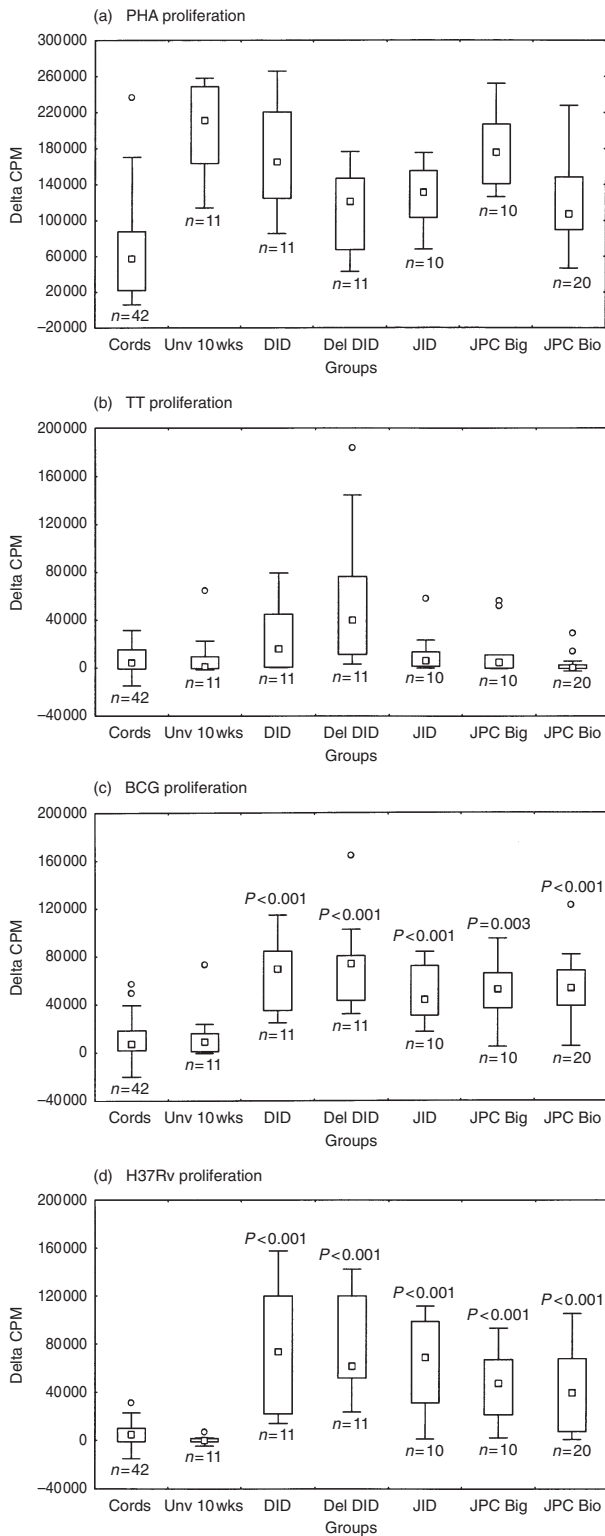 (a) PHA proliferation
300000
260000
220000
180000
140000
100000
60000
20000
−20000
Delta CPM
n=42
n=11
n=11
n=11
n=10
n=10
n=20
Cords Unv 10 wks DID Del DID JID JPC Big JPC Bio
Groups
(b) TT proliferation
200000
160000
120000
80000
40000
0
−40000
Delta CPM
n=42
n=11
n=11
n=11
n=10
n=10
n=20
Cords Unv 10 wks DID Del DID JID JPC Big JPC Bio
Groups
(c) BCG proliferation
200000
160000
120000
80000
40000
0
−40000
Delta CPM
P<0.001
P<0.001
P<0.001
P=0.003
P<0.001
n=42
n=11
n=11
n=11
n=10
n=10
n=20
Cords Unv 10 wks DID Del DID JID JPC Big JPC Bio
Groups
(d) H37Rv proliferation
200000
160000
120000
80000
40000
0
−40000
Delta CPM
P<0.001
P<0.001
P<0.001
P<0.001
P<0.001
n=42
n=11
n=11
n=11
n=10
n=10
n=20
Cords Unv 10 wks DID Del DID JID JPC Big JPC Bio
Groups